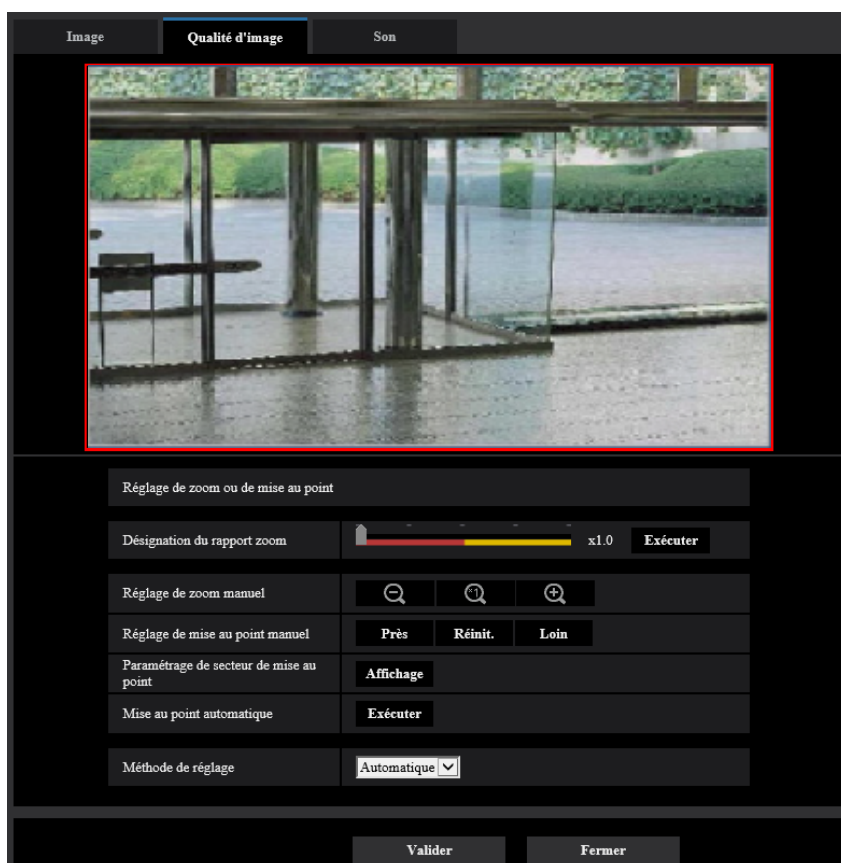 Image
Qualité d'image
Son
Réglage de zoom ou de mise au point
Désignation du rapport zoom
x1.0
Exécuter
Réglage de zoom manuel
×1
Réglage de mise au point manuel
Près
Réinit.
Loin
Paramétrage de secteur de mise au
point
Affichage
Mise au point automatique
Exécuter
Méthode de réglage
Automatique
Valider
Fermer